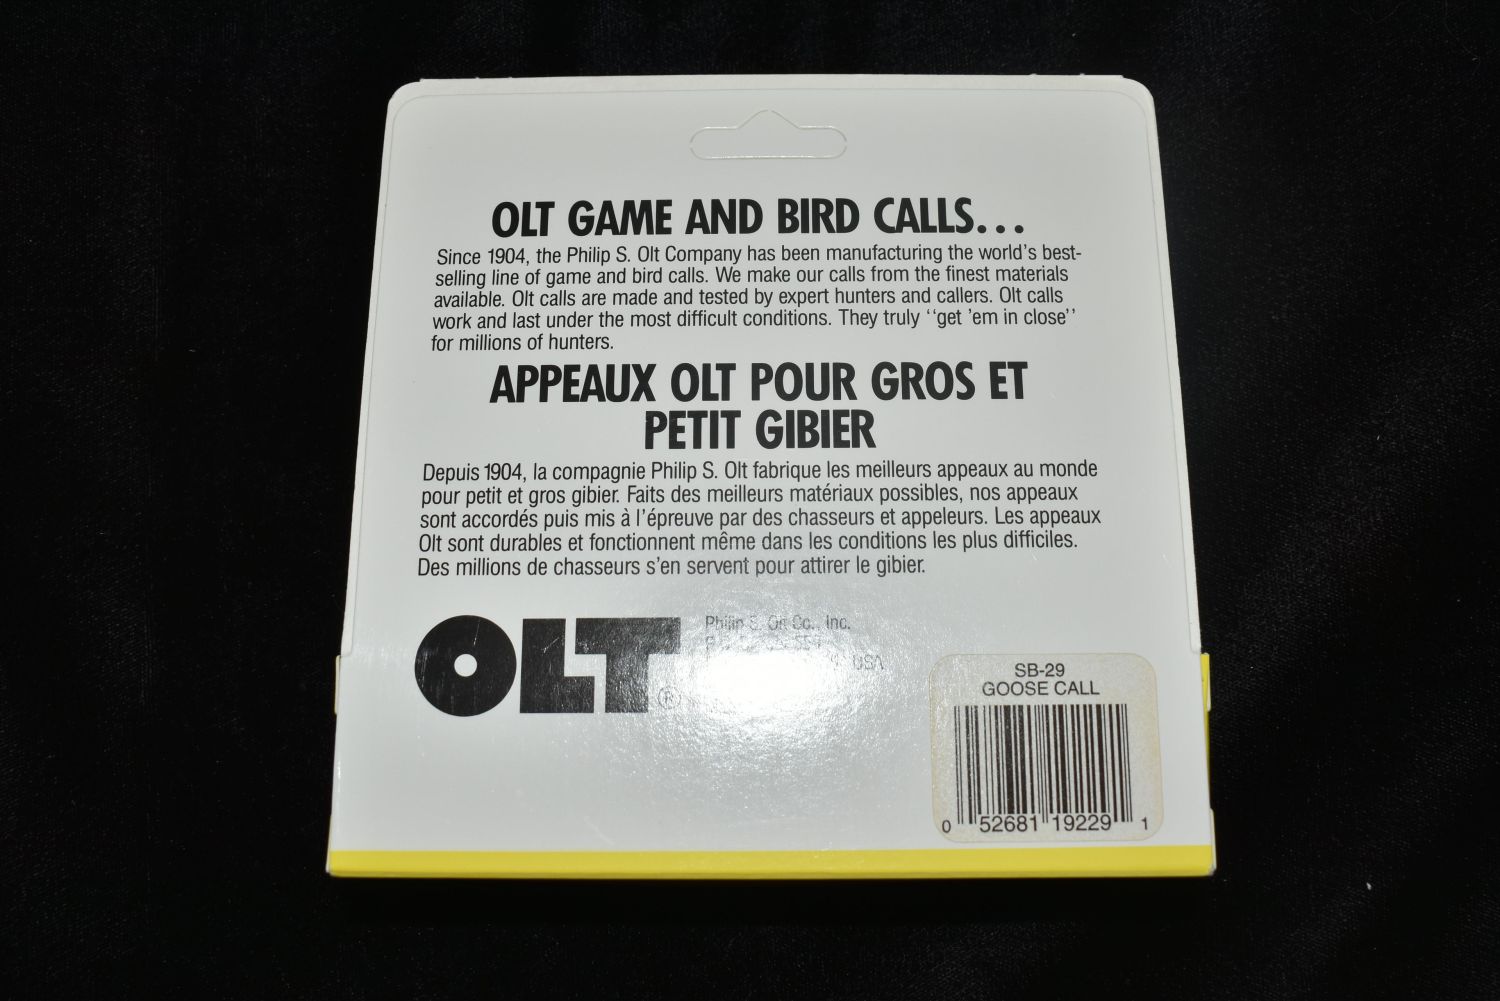 OLT GAME AND BIRD CALLS...
Since 1904, the Philip S. Olt Company has been manufacturing the world's best-
selling line of game and bird calls. We make our calls from the finest materials
available. Olt calls are made and tested by expert hunters and callers. Olt calls
work and last under the most difficult conditions. They truly ''get 'em in close''
for millions of hunters.
APPEAUX OLT POUR GROS ET
PETIT GIBIER
Depuis 1904, la compagnie Philip S. Olt fabrique les meilleurs appeaux au monde
pour petit et gros gibier. Faits des meilleurs matériaux possibles, nos appeaux
sont accordés puis mis à l'épreuve par des chasseurs et appeleurs. Les appeaux
Olt sont durables et fonctionnent même dans les conditions les plus difficiles.
Des millions de chasseurs s'en servent pour attirer le gibier.
OLT®
Philip S. Olt Co., Inc.
USA
SB-29
GOOSE CALL
0 52681 19229 1